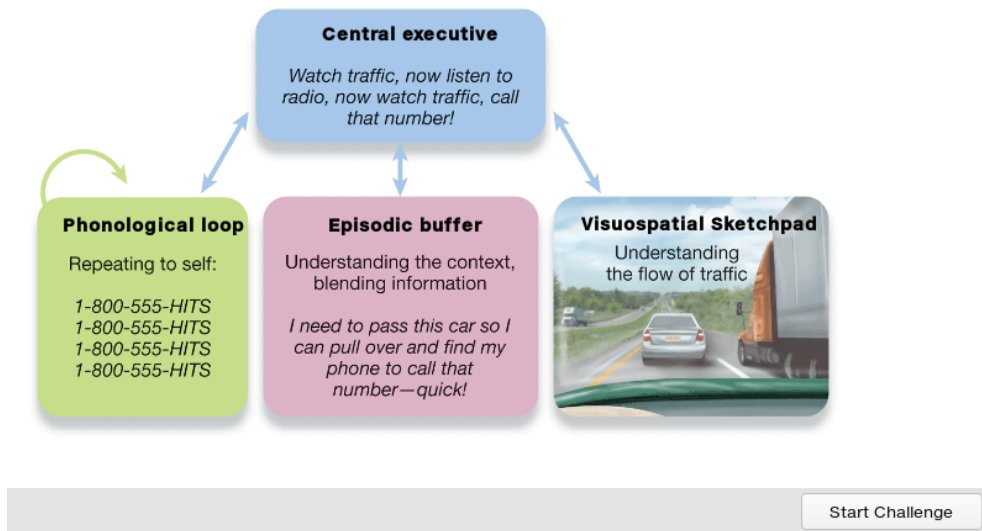 Central executive
Watch traffic, now listen to
radio, now watch traffic, call
that number!
Phonological loop
Repeating to self:
1-800-555-HITS
1-800-555-HITS
1-800-555-HITS
1-800-555-HITS
Episodic buffer
Understanding the context,
blending information
I need to pass this car so I
can pull over and find my
phone to call that
number—quick!
Visuospatial Sketchpad
Understanding
the flow of traffic
Start Challenge